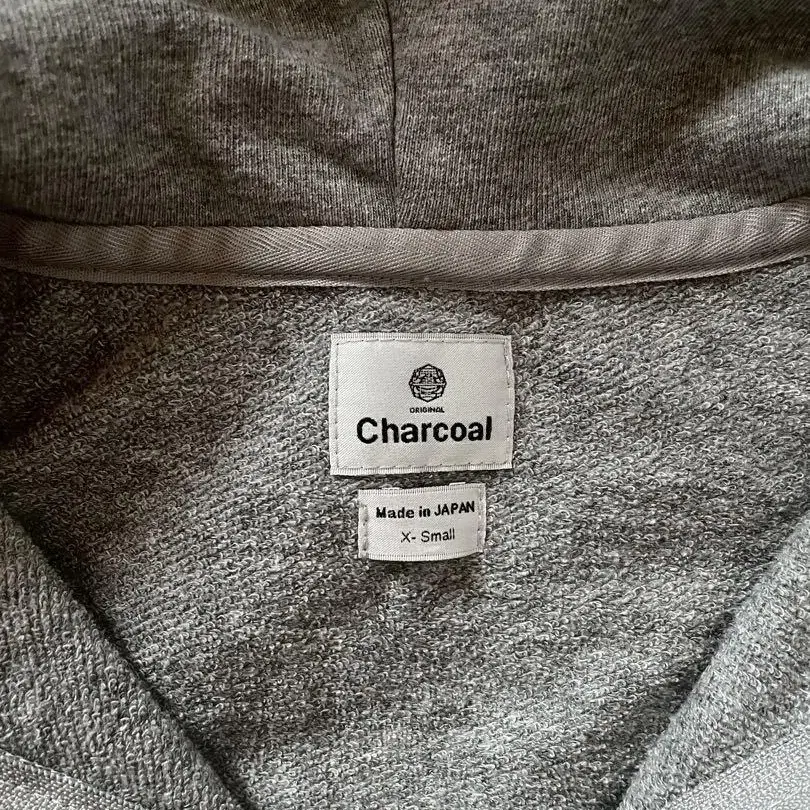 ORIGINAL
Charcoal
Made in JAPAN
X- Small